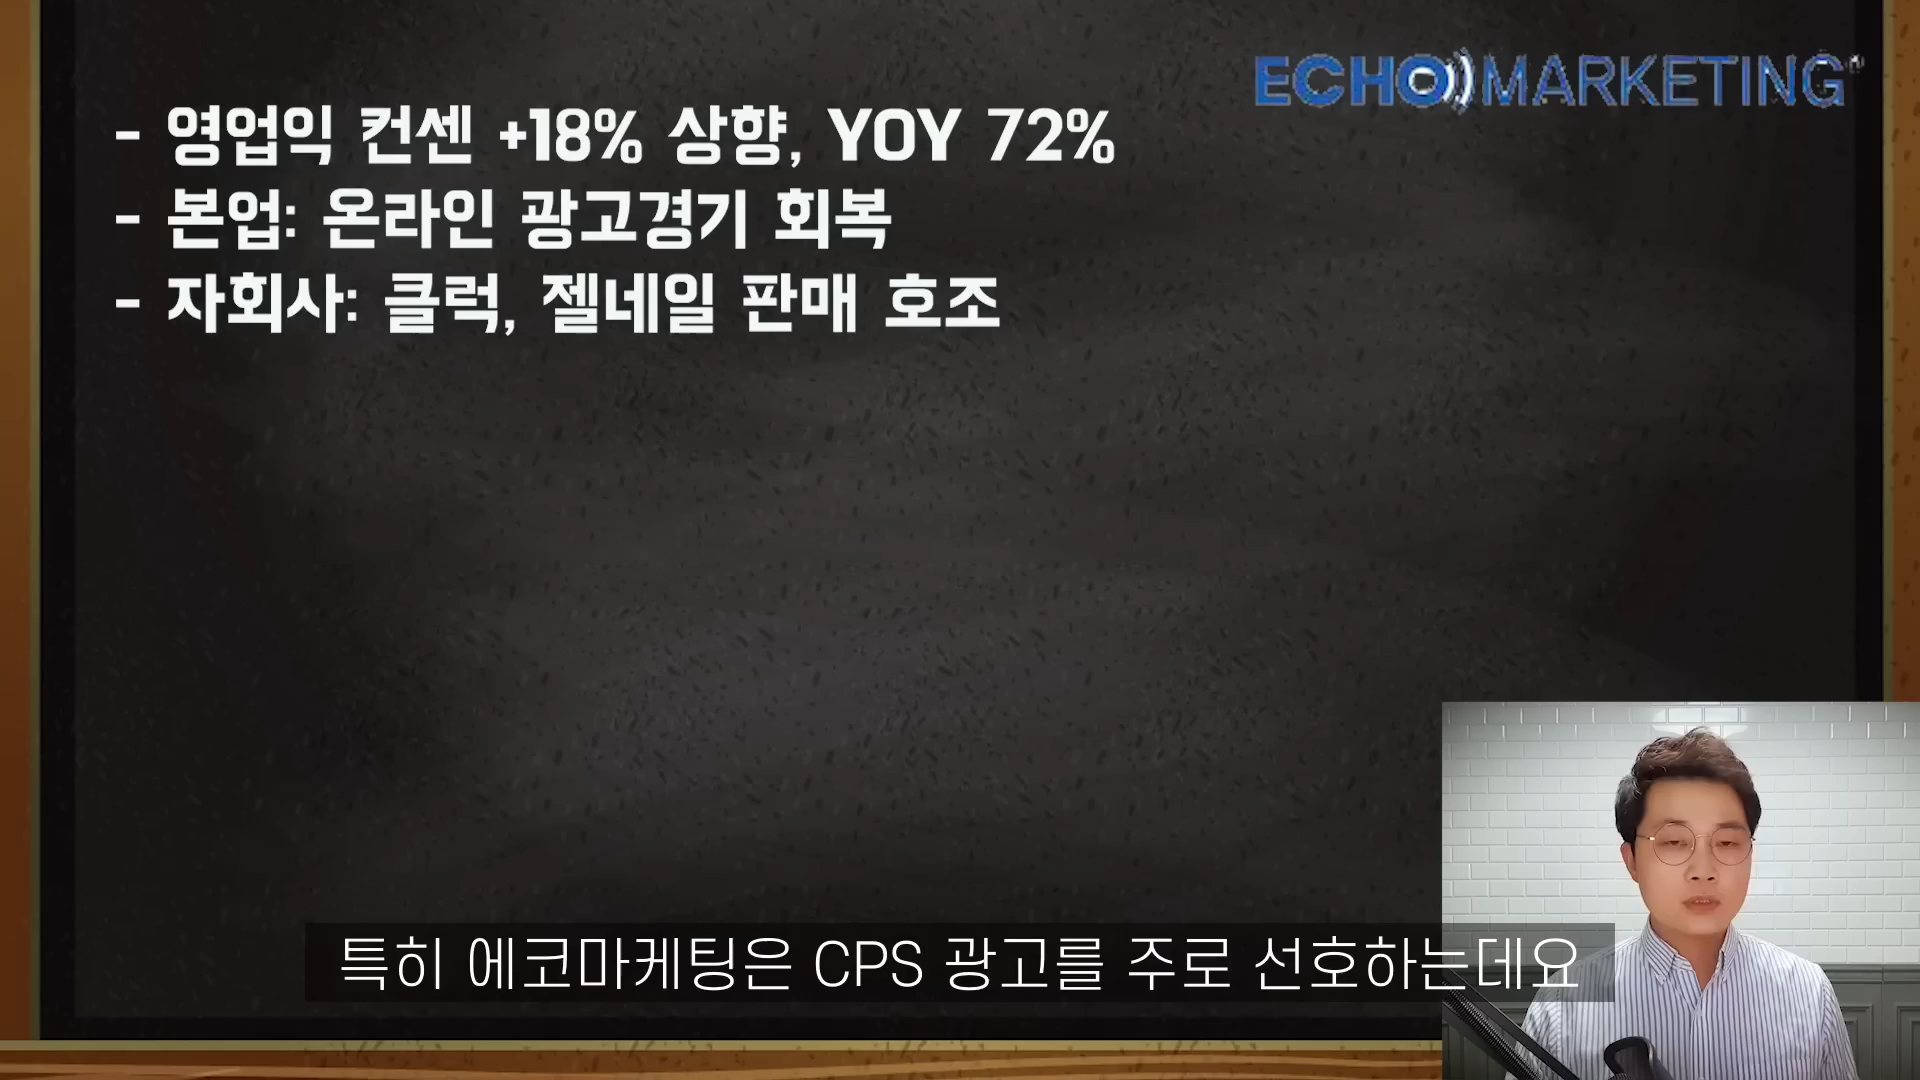 ECHO MARKETING
- 영업익 컨센 +18% 상향, YOY 72%
- 본업: 온라인 광고경기 회복
- 자회사: 클럭, 젤네일 판매 호조
특히 에코마케팅은 CPS 광고를 주로 선호하는데요